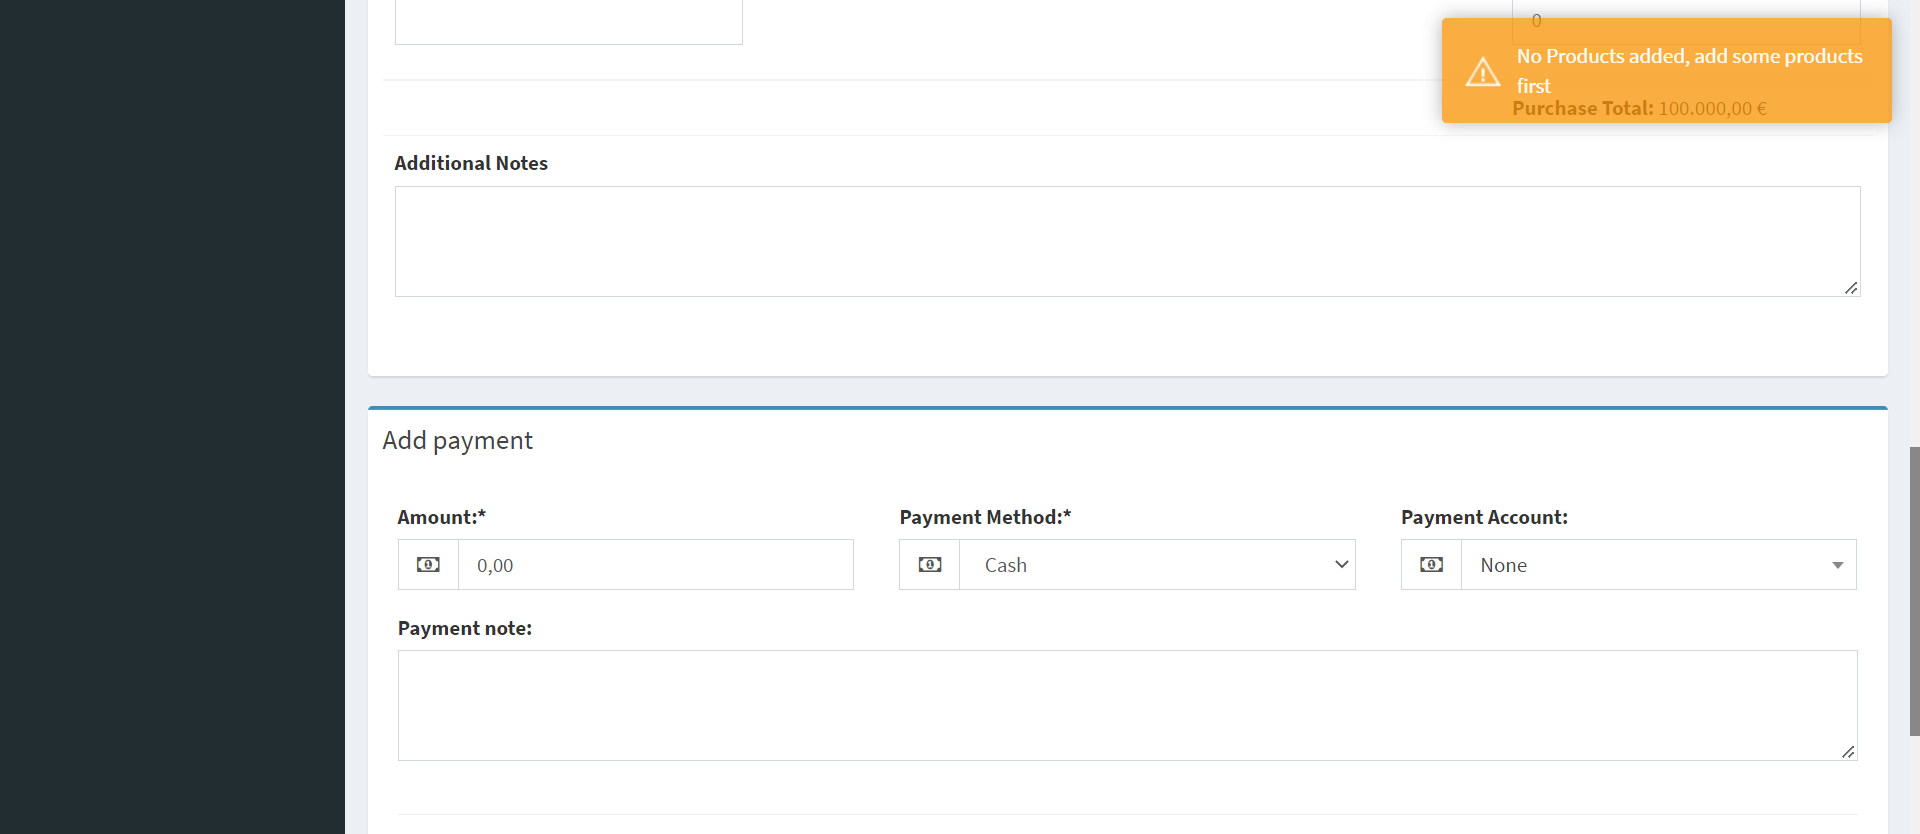 0
No Products added, add some products
first
Purchase Total: 100.000,00 €
Additional Notes
Add payment
Amount:*
Payment Method:*
Payment Account:
0,00
Cash
None
Payment note: